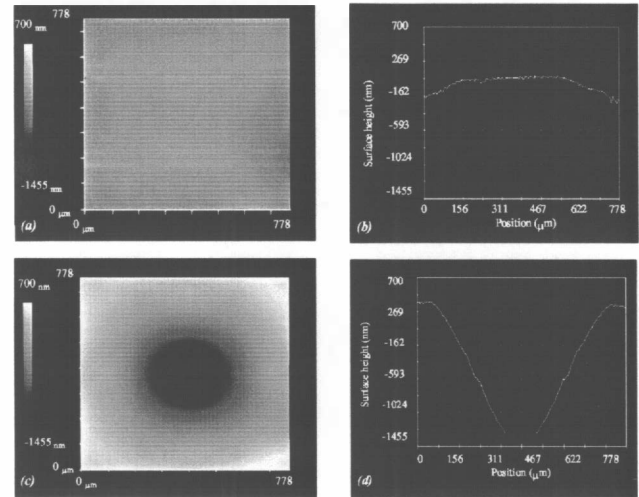 700 nm
778
-1455 nm
0 μm
0 μm
778
(a)
700
269
-162
-593
-1024
-1455
Surface height (nm)
0 156 311 467 622 778
Position (μm)
(b)
700 nm
778
-1455 nm
0 μm
0 μm
778
(c)
700
269
-162
-593
-1024
-1455
Surface height (nm)
0 156 311 467 622 778
Position (μm)
(d)